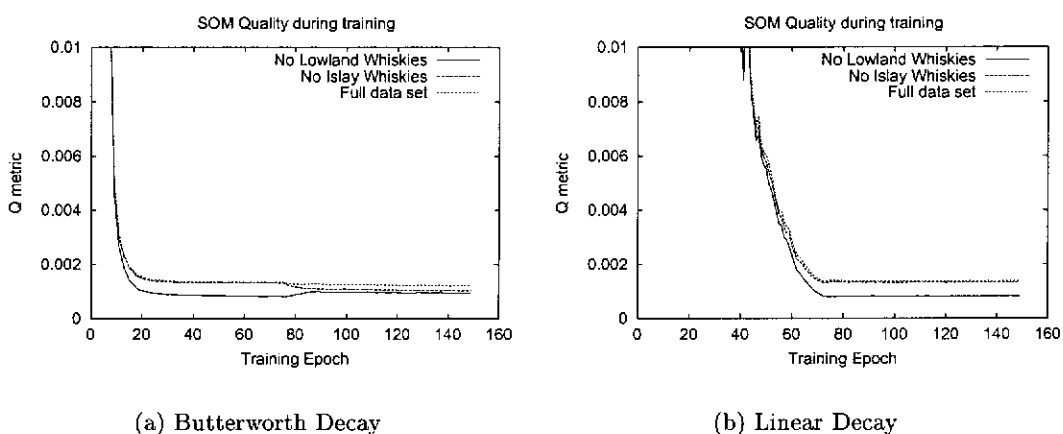 SOM Quality during training
0.01
0.008
0.006
0.004
0.002
0
Q metric
No Lowland Whiskies
No Islay Whiskies
Full data set
0 20 40 60 80 100 120 140 160
Training Epoch
(a) Butterworth Decay
SOM Quality during training
0.01
0.008
0.006
0.004
0.002
0
Q metric
No Lowland Whiskies
No Islay Whiskies
Full data set
0 20 40 60 80 100 120 140 160
Training Epoch
(b) Linear Decay